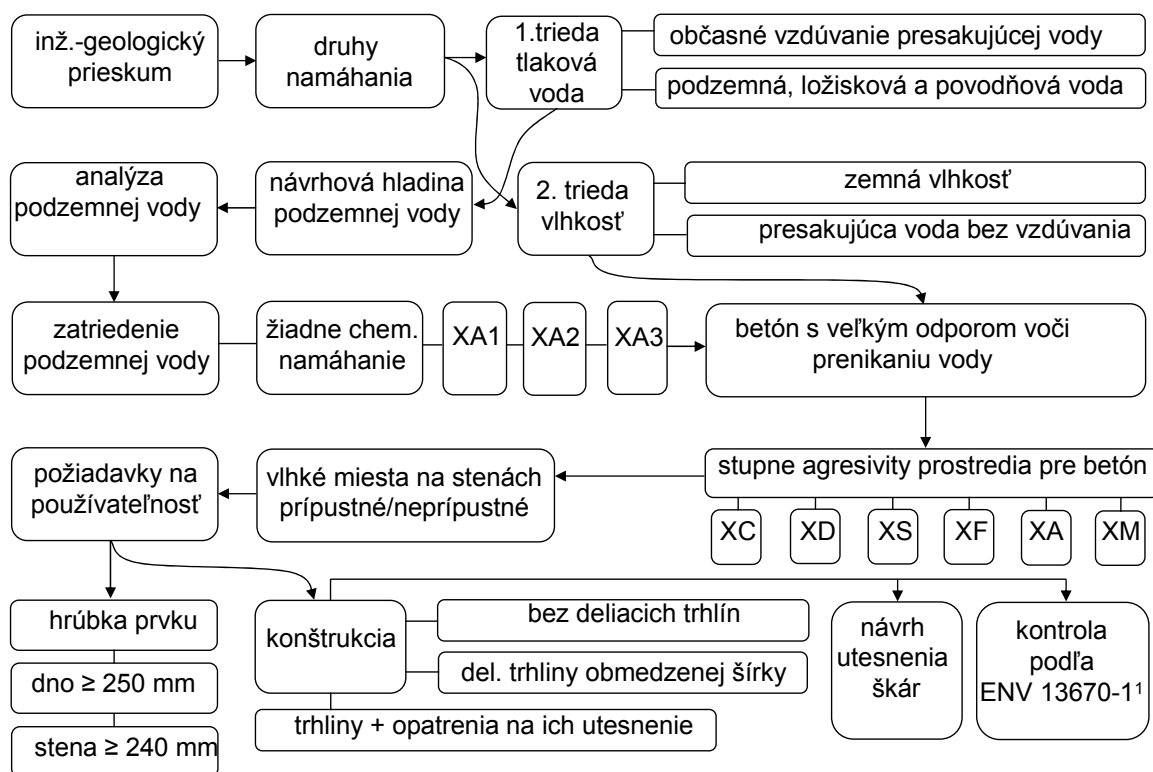 inž.-geologický
prieskum
druhy
namáhania
1.trieda
tlaková
voda
občasné vzdúvanie presakujúcej vody
podzemná, ložisková a povodňová voda
analýza
podzemnej vody
návrhová hladina
podzemnej vody
2. trieda
vlhkosť
zemná vlhkosť
presakujúca voda bez vzdúvania
zatriedenie
podzemnej vody
žiadne chem.
namáhanie
XA1
XA2
XA3
betón s veľkým odporom voči
prenikaniu vody
požiadavky na
používateľnosť
vlhké miesta na stenách
prípustné/neprípustné
stupne agresivity prostredia pre betón
XC
XD
XS
XF
XA
XM
hrúbka prvku
dno ≥ 250 mm
stena ≥ 240 mm
konštrukcia
bez deliacich trhlín
del. trhliny obmedzenej šírky
trhliny + opatrenia na ich utesnenie
návrh
utesnenia
škár
kontrola
podľa
ENV 13670-1¹